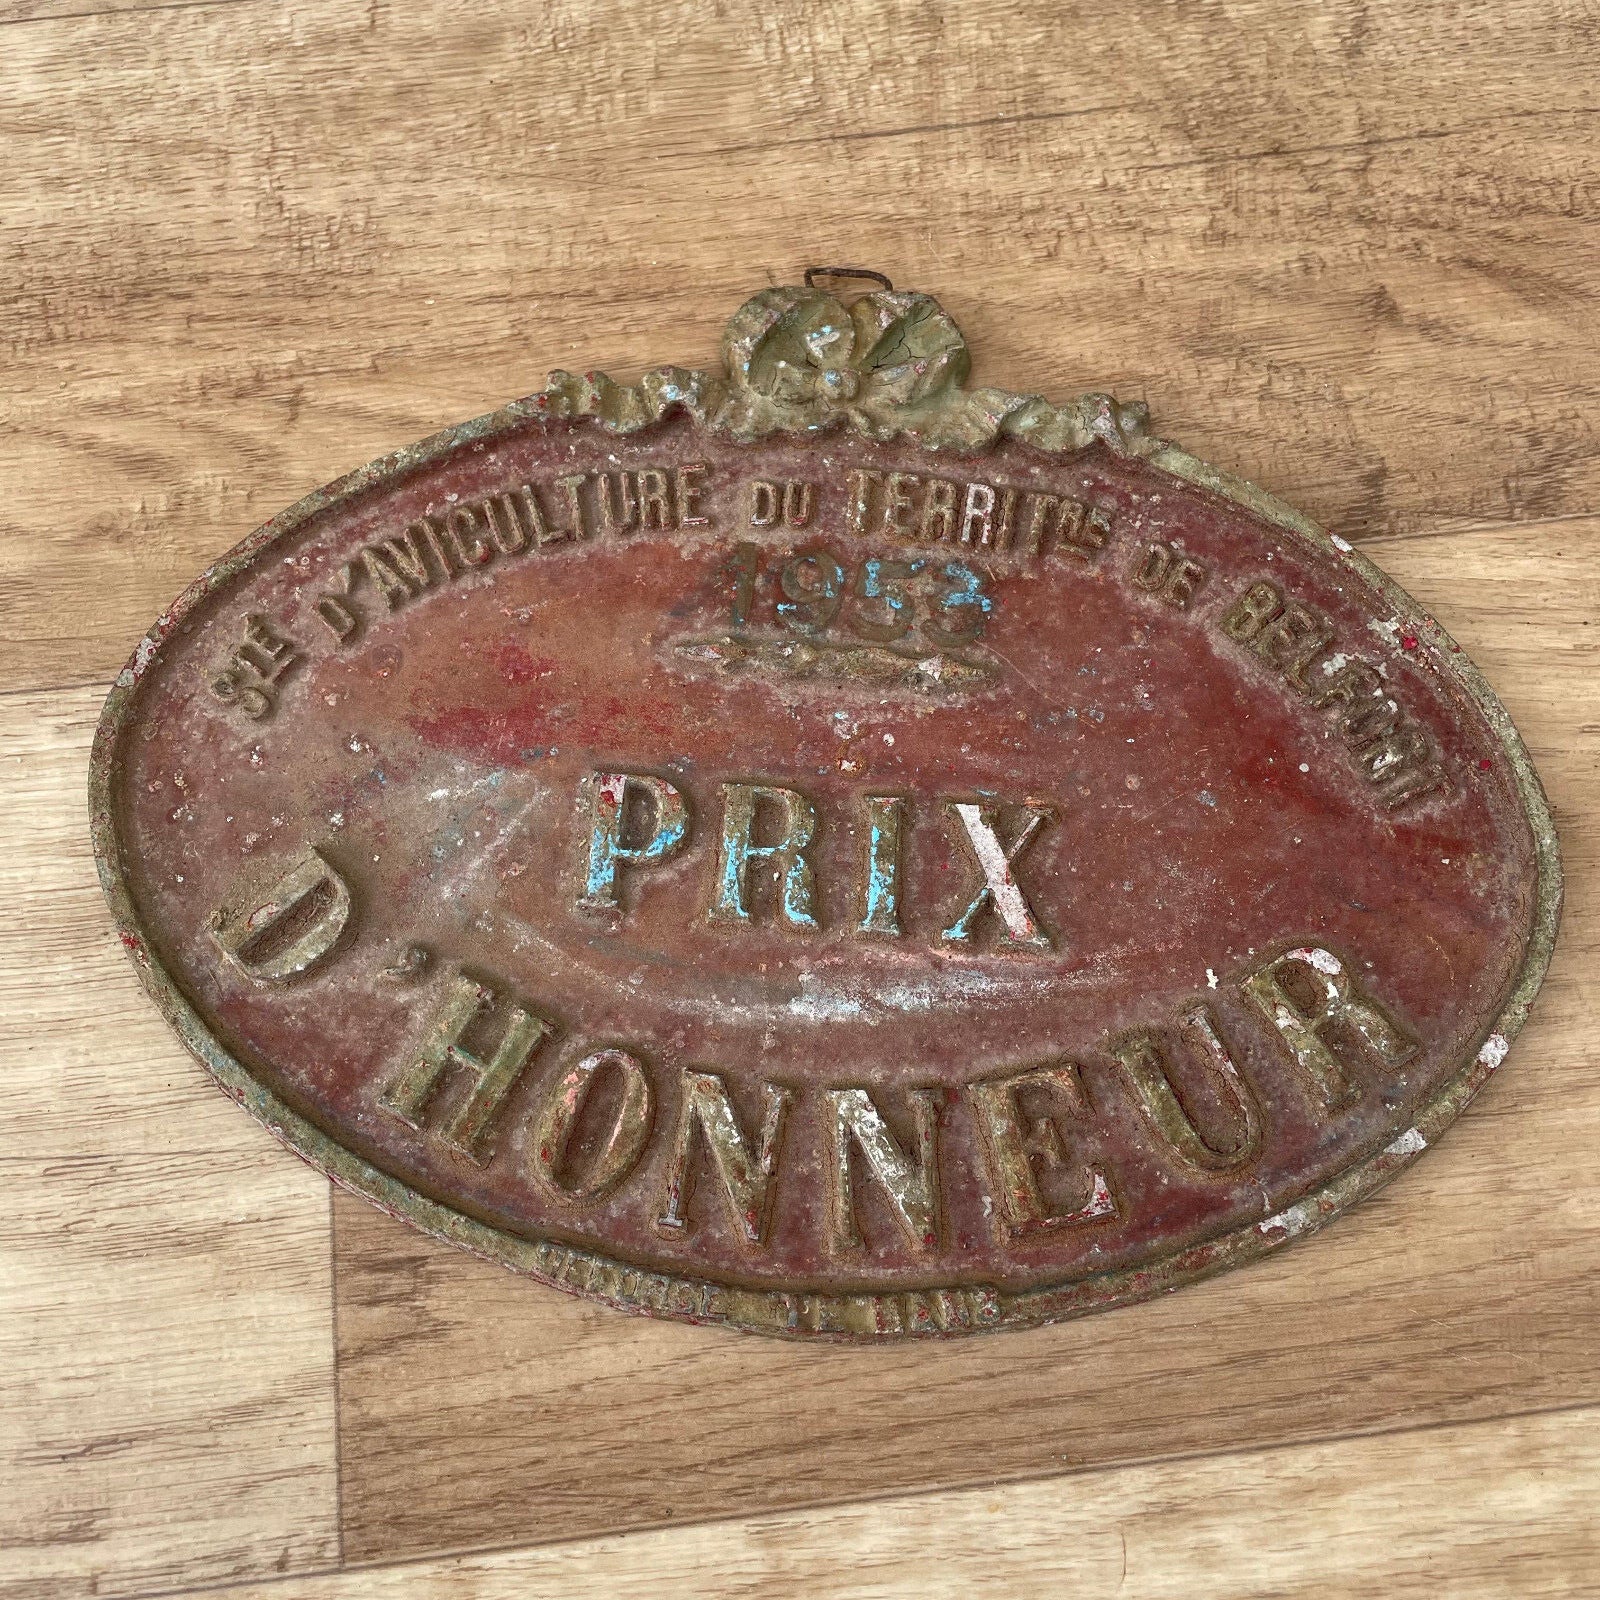 STÉ D'AVICULTURE DU TERRITRE DE BELFORT
1953
PRIX
D'HONNEUR